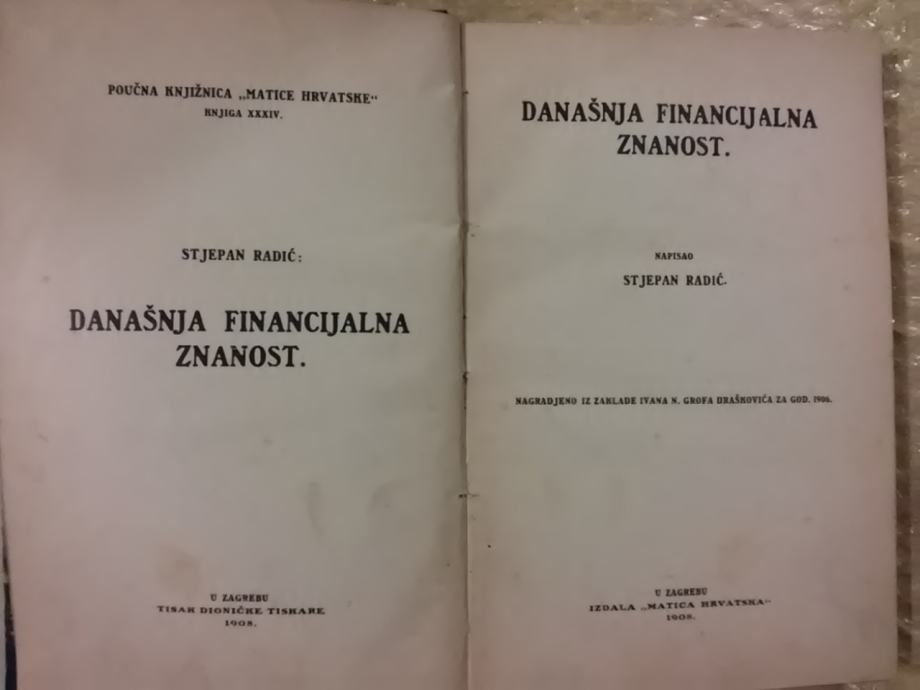 POUČNA KNJIŽNICA „MATICE HRVATSKE“
KNJIGA XXXIV.
STJEPAN RADIĆ:
DANAŠNJA FINANCIJALNA
ZNANOST.
U ZAGREBU
TISAK DIONIČKE TISKARE
1908.
DANAŠNJA FINANCIJALNA
ZNANOST.
NAPISAO
STJEPAN RADIĆ.
NAGRADJENO IZ ZAKLADE IVANA N. GROFA DRAŠKOVIĆA ZA GOD. 1906.
U ZAGREBU
IZDALA „MATICA HRVATSKA“
1908.